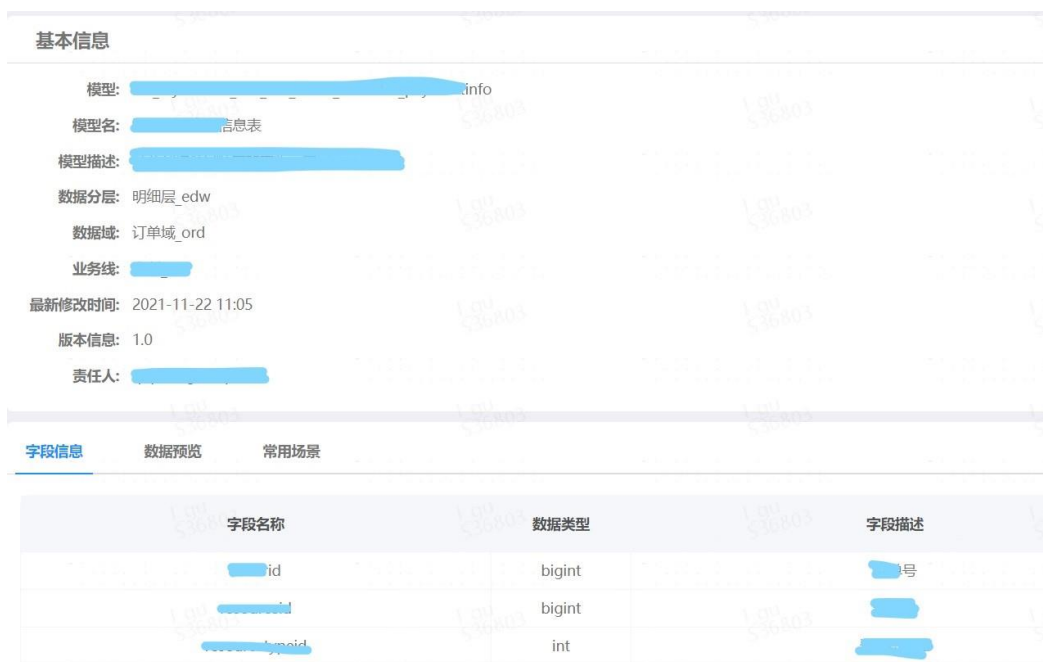 基本信息
模型: info
模型名: 信息表
模型描述:
数据分层: 明细层_edw
数据域: 订单域_ord
业务线:
最新修改时间: 2021-11-22 11:05
版本信息: 1.0
责任人:
字段信息 数据预览 常用场景
字段名称 数据类型 字段描述
id bigint 单号
bigint
int